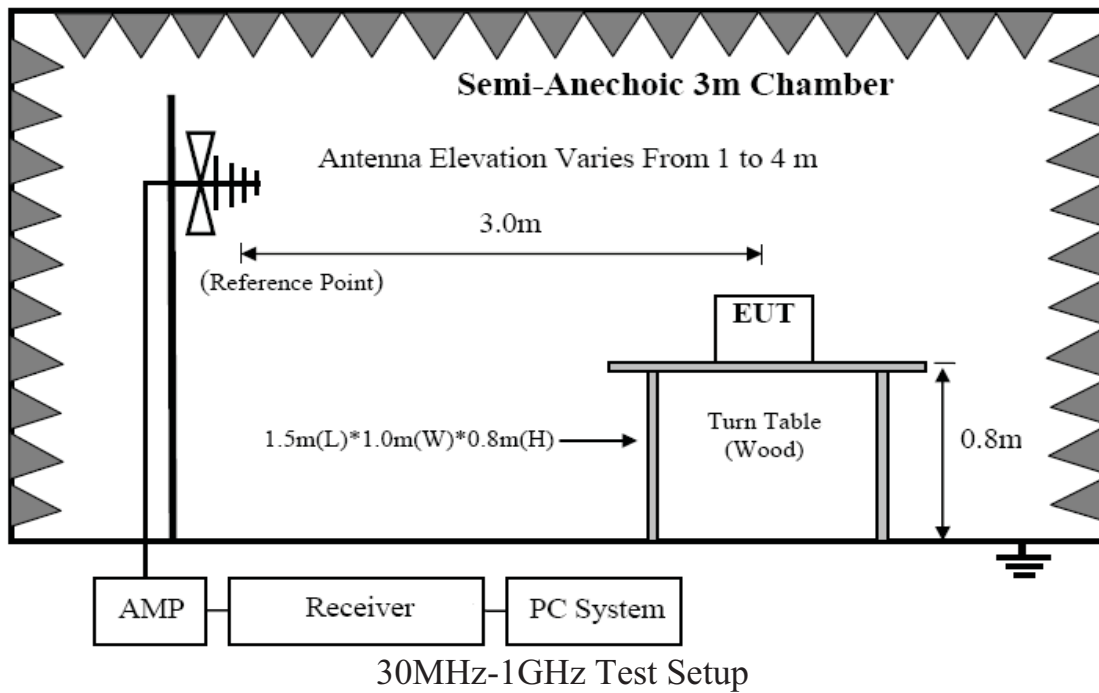 Semi-Anechoic 3m Chamber
Antenna Elevation Varies From 1 to 4 m
3.0m
(Reference Point)
EUT
1.5m(L)*1.0m(W)*0.8m(H)
Turn Table
(Wood)
0.8m
AMP
Receiver
PC System
30MHz-1GHz Test Setup